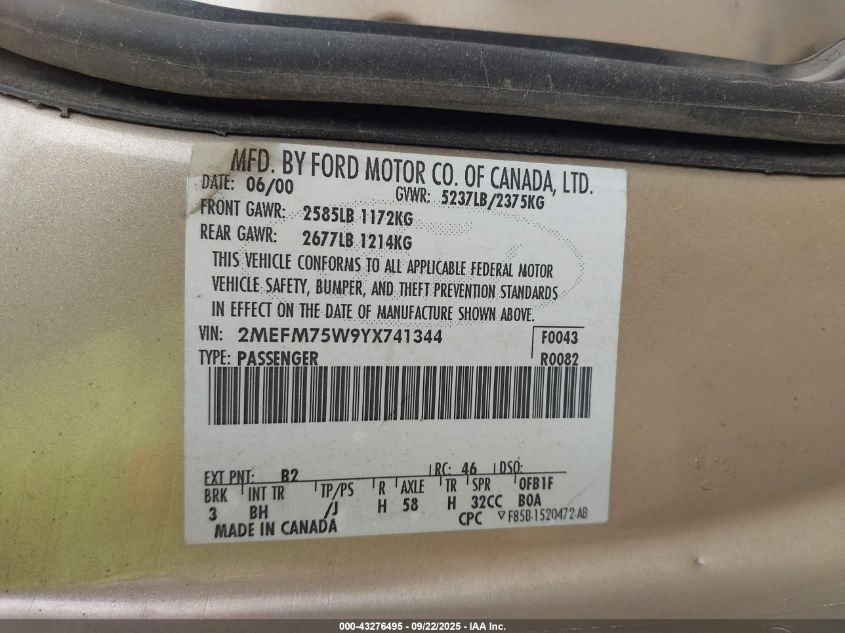 MFD. BY FORD MOTOR CO. OF CANADA, LTD.
DATE: 06/00 GVWR: 5237LB/2375KG
FRONT GAWR: 2585LB 1172KG
REAR GAWR: 2677LB 1214KG
THIS VEHICLE CONFORMS TO ALL APPLICABLE FEDERAL MOTOR
VEHICLE SAFETY, BUMPER, AND THEFT PREVENTION STANDARDS
IN EFFECT ON THE DATE OF MANUFACTURE SHOWN ABOVE.
VIN: 2MEFM75W9YX741344 F0043
TYPE: PASSENGER R0082
EXT PNT: B2 RC: 46 DSO:
BRK INT TR TP/PS R AXLE TR SPR 0FB1F
3 BH /J H 58 H 32CC B0A
MADE IN CANADA CPC ▽ F85B-1520472-AB
000-43276495 - 09/22/2025 - IAA Inc.